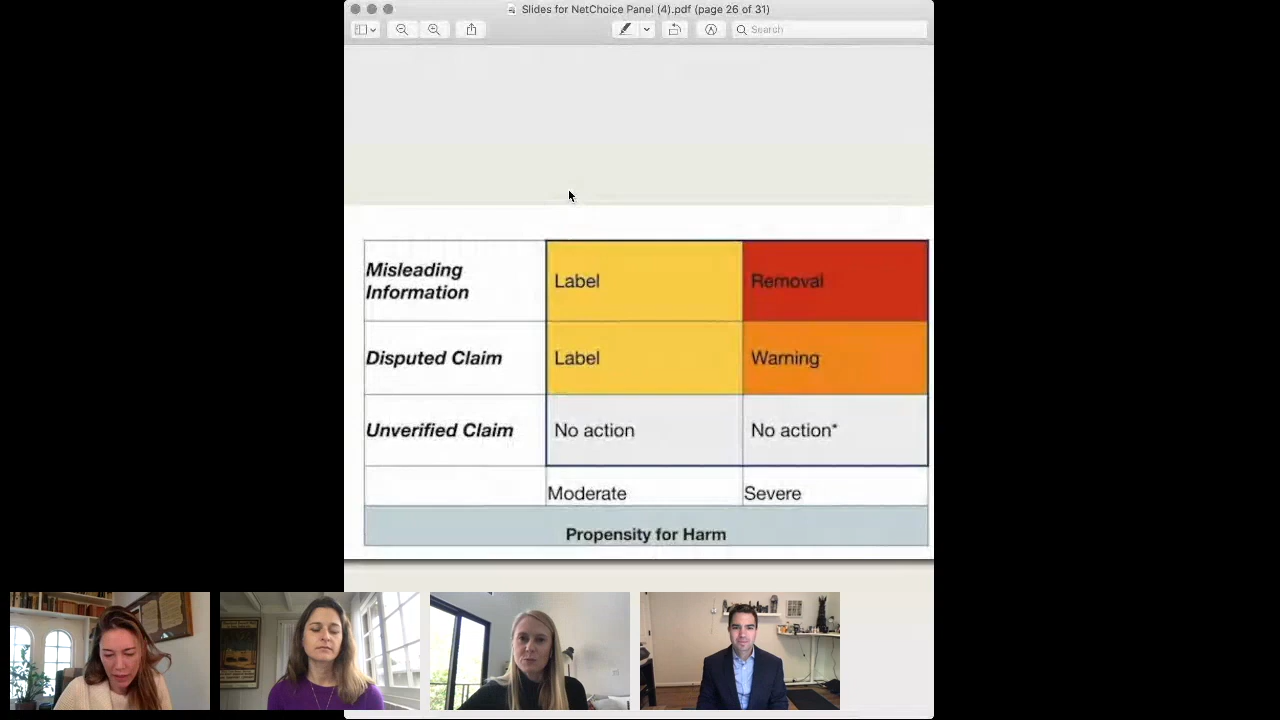 Slides for NetChoice Panel (4).pdf (page 26 of 31)
Search
Misleading
Information
Label
Removal
Disputed Claim
Label
Warning
Unverified Claim
No action
No action*
Moderate
Severe
Propensity for Harm